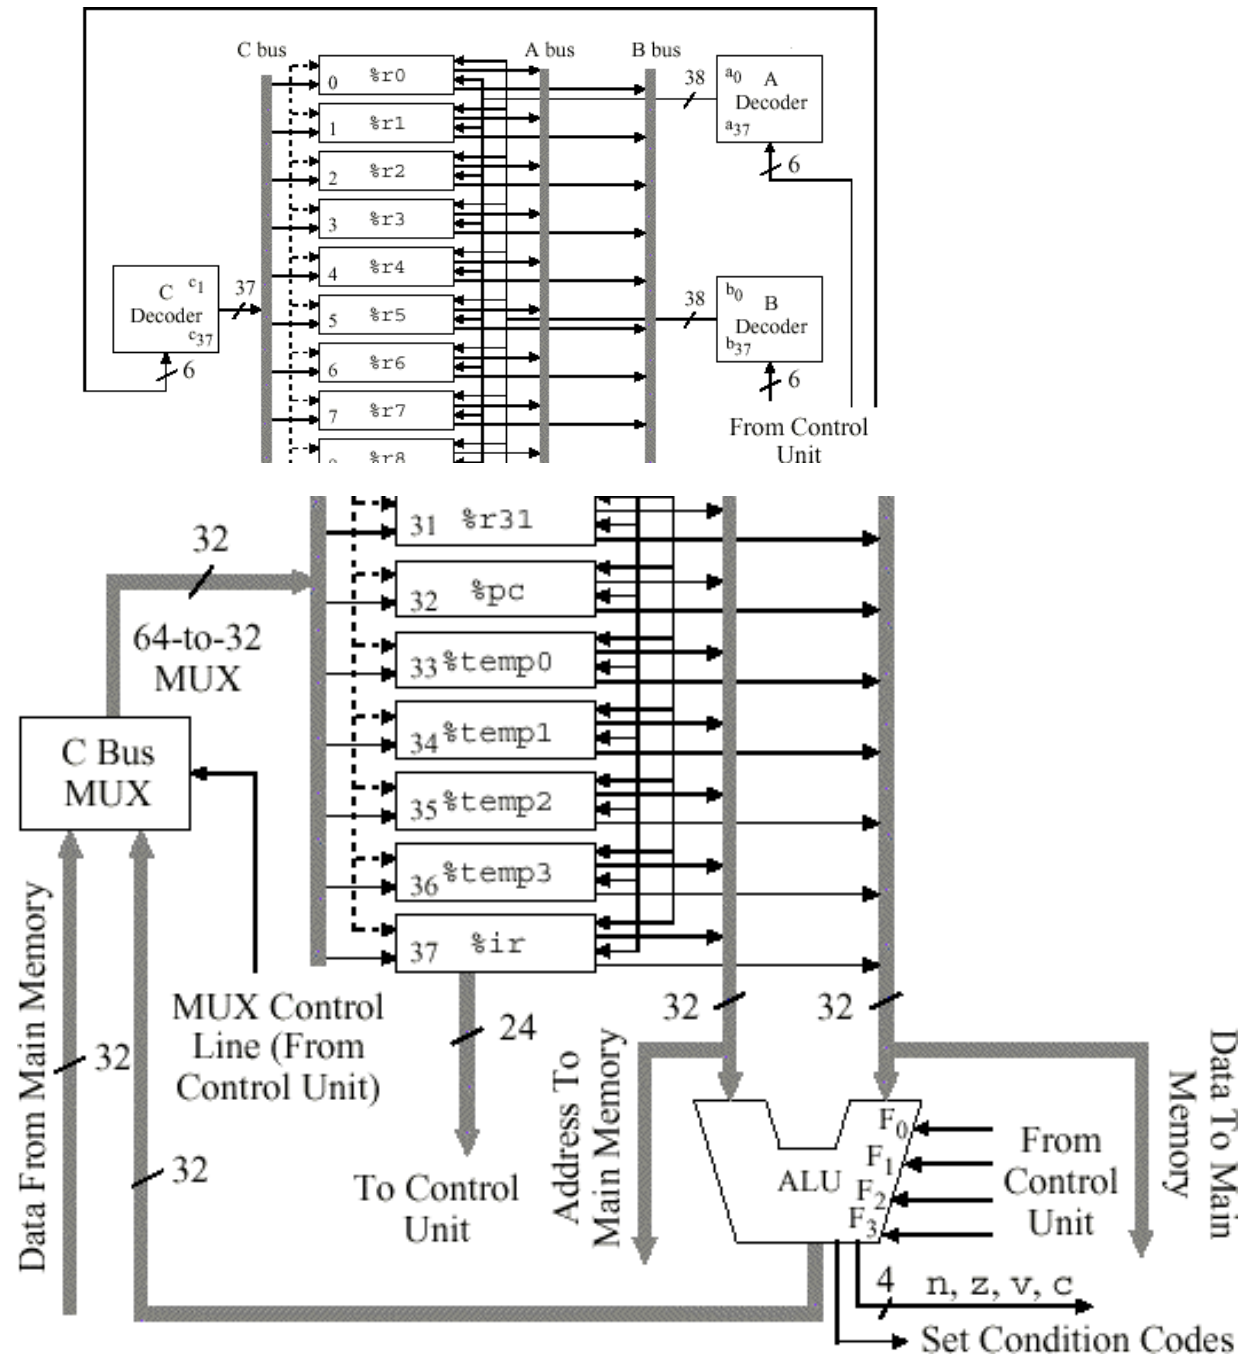 C bus
A bus
B bus
0 %r0
1 %r1
2 %r2
3 %r3
4 %r4
5 %r5
6 %r6
7 %r7
%r8
C
Decoder
c1
c37
37
6
38
a0
A
Decoder
a37
6
38
b0
B
Decoder
b37
6
From Control
Unit
31 %r31
32 %pc
33 %temp0
34 %temp1
35 %temp2
36 %temp3
37 %ir
32
64-to-32
MUX
C Bus
MUX
MUX Control
Line (From
Control Unit)
Data From Main Memory
32
32
24
To Control
Unit
32
32
Address To
Main Memory
Data To Main
Memory
ALU
F0
F1
F2
F3
From
Control
Unit
4
n, z, v, c
Set Condition Codes